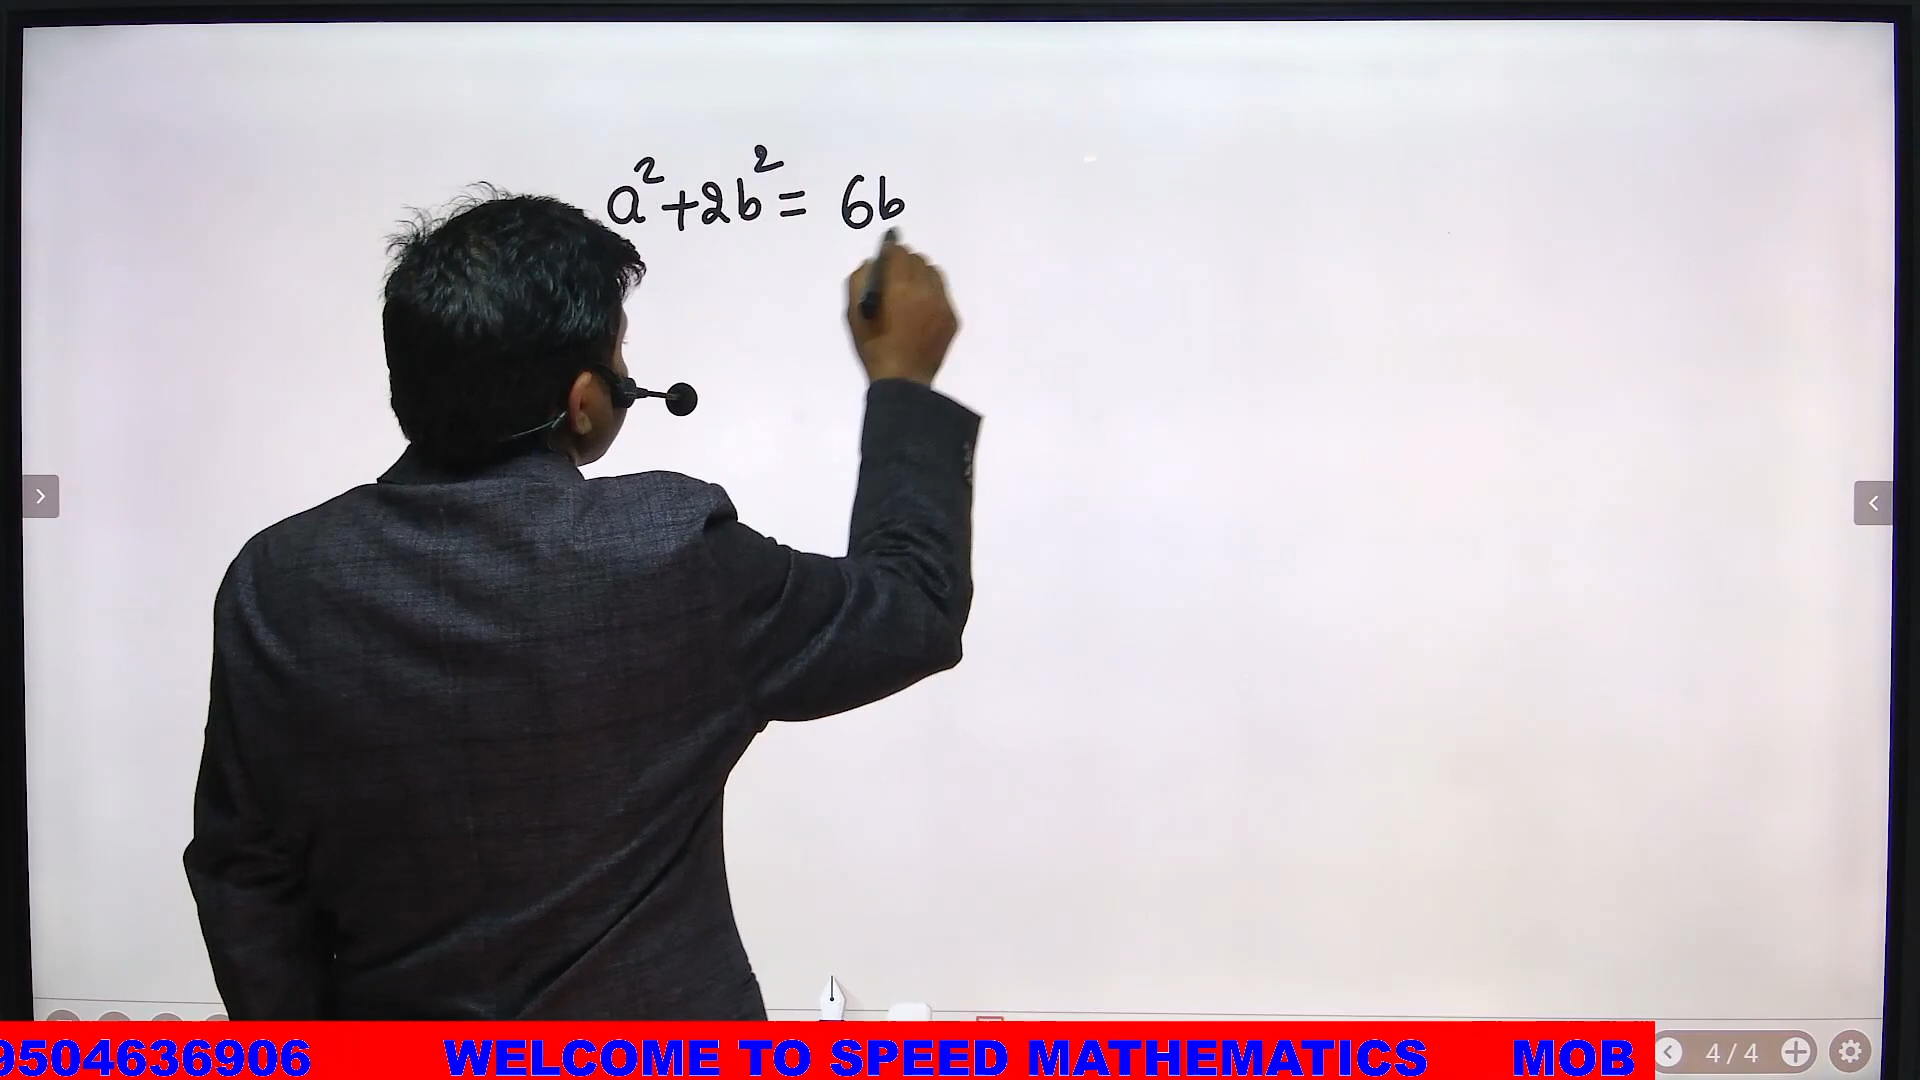 a² + 2b² = 6b
9504636906 WELCOME TO SPEED MATHEMATICS MOB
4/4